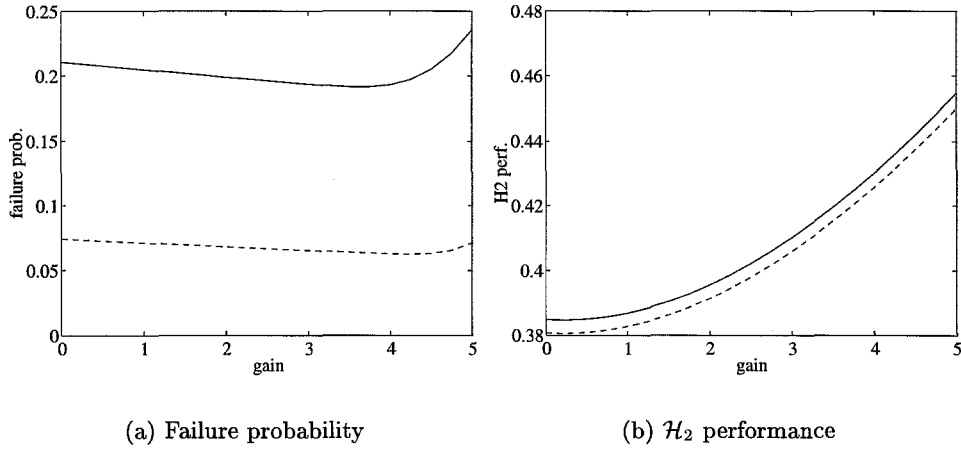 0.25
0.2
0.15
0.1
0.05
0
failure prob.
0 1 2 3 4 5
gain
(a) Failure probability
0.48
0.46
0.44
0.42
0.4
0.38
H2 perf.
0 1 2 3 4 5
gain
(b) H₂ performance